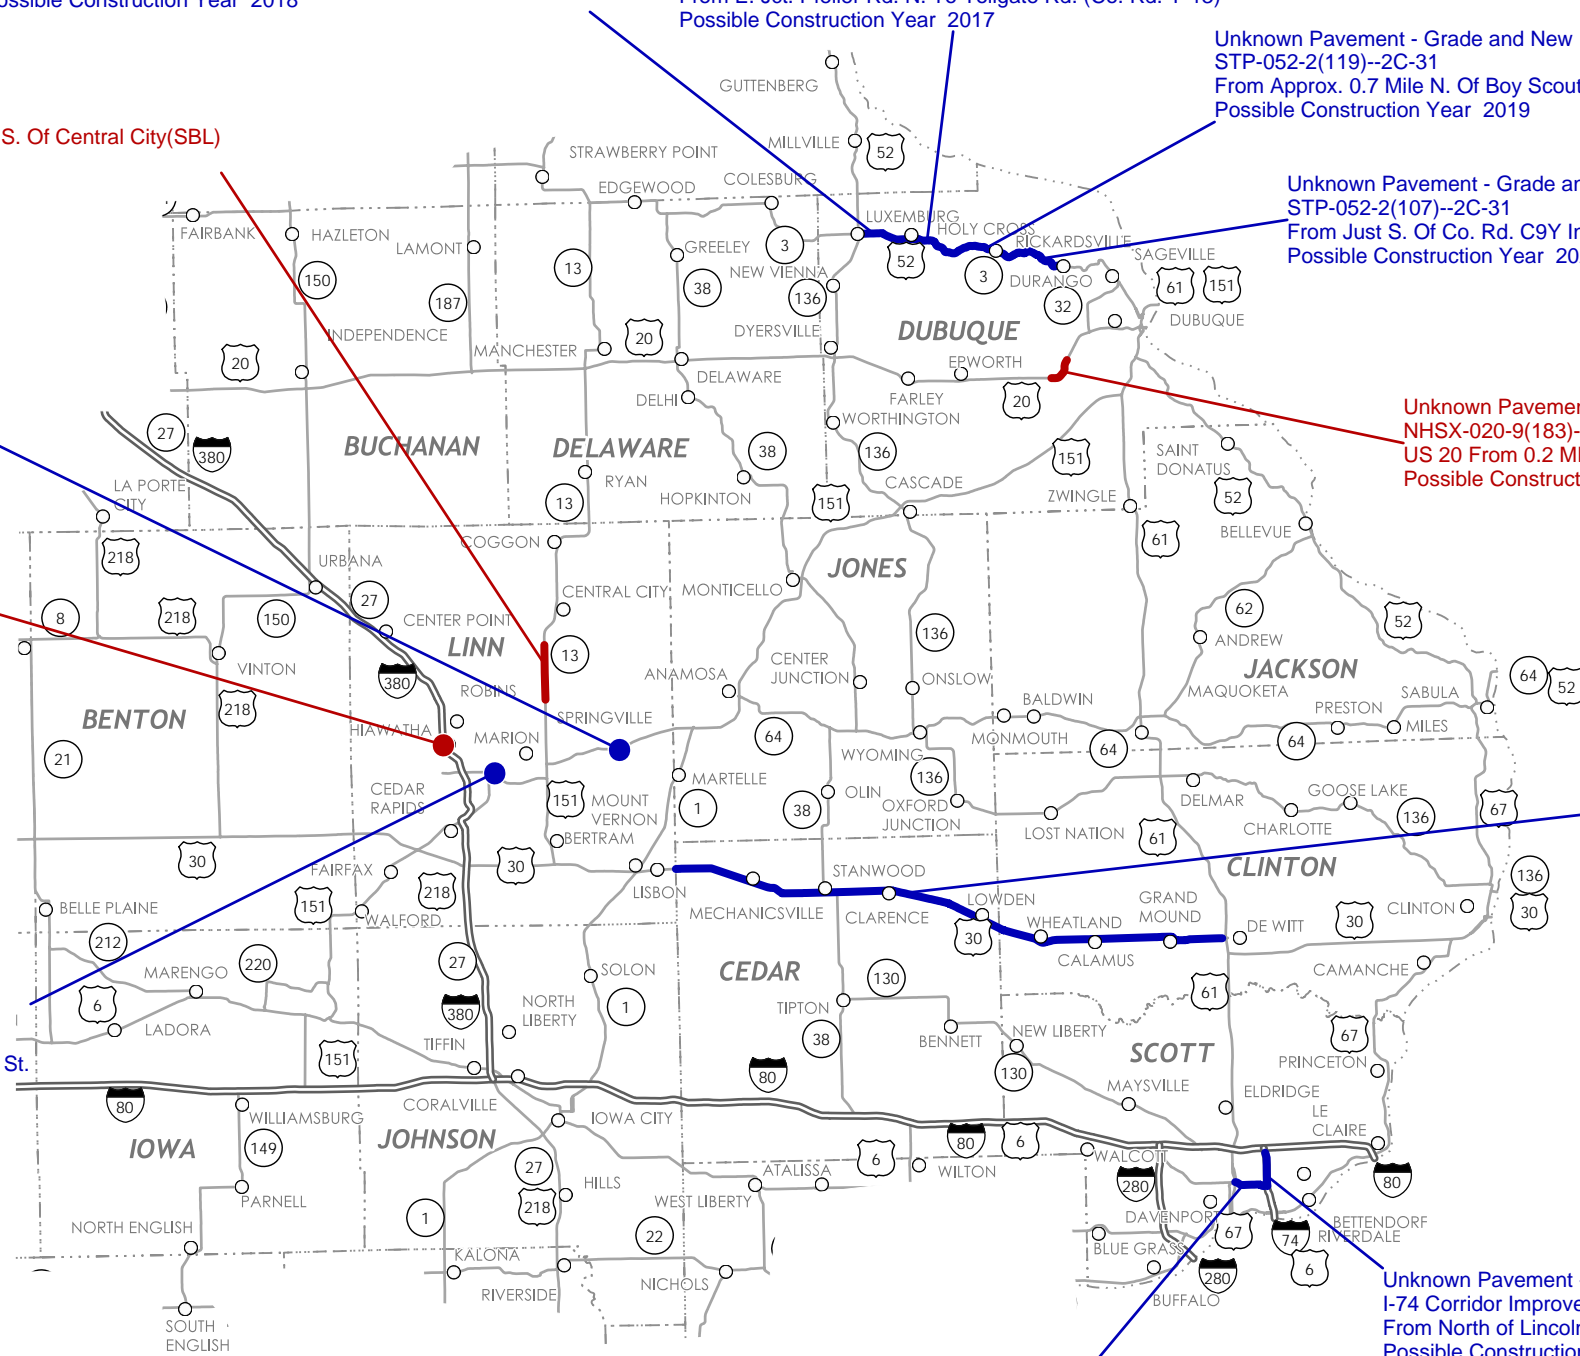 Possible Construction Year 2018
Possible Construction Year 2017
Unknown Pavement - Grade and New
STP-052-2(119)--2C-31
From Approx. 0.7 Mile N. Of Boy Scout
Possible Construction Year 2019
S. Of Central City(SBL)
Unknown Pavement - Grade an
STP-052-2(107)--2C-31
From Just S. Of Co. Rd. C9Y In
Possible Construction Year 20
Unknown Pavemen
NHSX-020-9(183)-
US 20 From 0.2 MI
Possible Construct
St.
Unknown Pavement
I-74 Corridor Improve
From North of Lincoln
Possible Construction
GUTTENBERG
MILLVILLE
52
STRAWBERRY POINT
EDGEWOOD
COLESBURG
LUXEMBURG
HOLY CROSS
RICKARDSVILLE
SAGEVILLE
FAIRBANK
HAZLETON
LAMONT
GREELEY
3
NEW VIENNA
52
3
DURANGO
61
151
150
13
38
136
32
DUBUQUE
187
INDEPENDENCE
MANCHESTER
20
DYERSVILLE
DUBUQUE
20
DELAWARE
EPWORTH
DELHI
FARLEY
20
WORTHINGTON
27
380
BUCHANAN
DELAWARE
38
136
151
SAINT
DONATUS
LA PORTE
CITY
RYAN
HOPKINTON
CASCADE
ZWINGLE
52
13
151
BELLEVUE
218
COGGON
61
URBANA
JONES
27
CENTRAL CITY
MONTICELLO
8
218
150
CENTER POINT
62
52
LINN
136
ANDREW
VINTON
13
ANAMOSA
CENTER
JUNCTION
JACKSON
380
ROBINS
ONSLOW
MAQUOKETA
SABULA
64
52
BENTON
218
SPRINGVILLE
BALDWIN
PRESTON
MILES
HIAWATHA
MARION
64
WYOMING
MONMOUTH
64
64
21
CEDAR
RAPIDS
151
MOUNT
VERNON
MARTELLE
1
38
OLIN
136
OXFORD
JUNCTION
DELMAR
GOOSE LAKE
67
LOST NATION
61
CHARLOTTE
136
BERTRAM
30
30
FAIRFAX
218
LISBON
STANWOOD
CLINTON
136
BELLE PLAINE
151
WALFORD
MECHANICSVILLE
CLARENCE
LOWDEN
GRAND
MOUND
30
CLINTON
30
212
30
WHEATLAND
DE WITT
CALAMUS
220
27
SOLON
CEDAR
130
CAMANCHE
MARENGO
6
380
NORTH
LIBERTY
1
TIPTON
61
LADORA
38
BENNETT
NEW LIBERTY
67
151
TIFFIN
SCOTT
PRINCETON
80
130
MAYSVILLE
ELDRIDGE
80
WILLIAMSBURG
CORALVILLE
IOWA CITY
LE
CLAIRE
IOWA
149
JOHNSON
27
6
80
6
WALCOTT
ATALISSA
WILTON
PARNELL
HILLS
WEST LIBERTY
280
80
218
NORTH ENGLISH
1
22
DAVENPORT
67
BETTENDORF
RIVERDALE
74
BLUE GRASS
KALONA
NICHOLS
280
6
RIVERSIDE
BUFFALO
SOUTH
ENGLISH